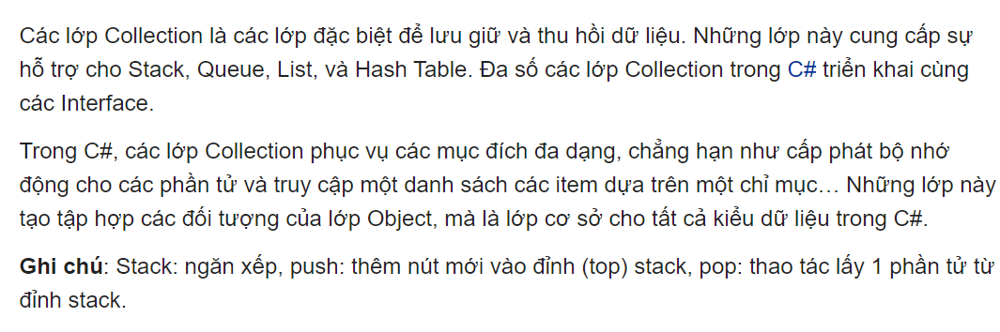 Các lớp Collection là các lớp đặc biệt để lưu giữ và thu hồi dữ liệu. Những lớp này cung cấp sự
hỗ trợ cho Stack, Queue, List, và Hash Table. Đa số các lớp Collection trong C# triển khai cùng
các Interface.
Trong C#, các lớp Collection phục vụ các mục đích đa dạng, chẳng hạn như cấp phát bộ nhớ
động cho các phần tử và truy cập một danh sách các item dựa trên một chỉ mục… Những lớp này
tạo tập hợp các đối tượng của lớp Object, mà là lớp cơ sở cho tất cả kiểu dữ liệu trong C#.
Ghi chú: Stack: ngăn xếp, push: thêm nút mới vào đỉnh (top) stack, pop: thao tác lấy 1 phần tử từ
đỉnh stack.